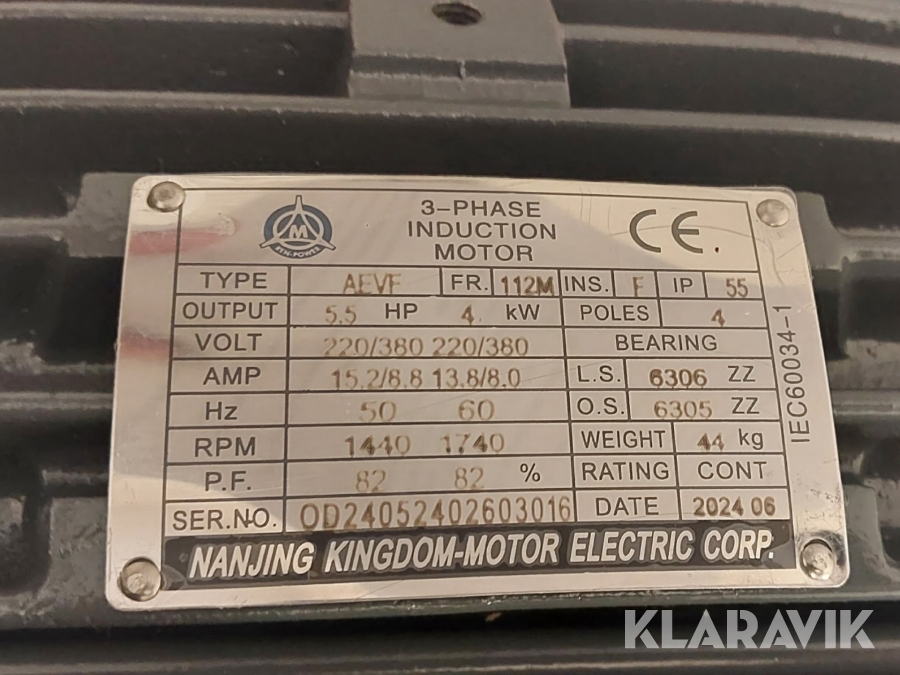 3-PHASE
INDUCTION
MOTOR
CE
TYPE AEVF FR. 112M INS. F IP 55
OUTPUT 5.5 HP 4 kW POLES 4
VOLT 220/380 220/380 BEARING
AMP 15.2/8.8 13.8/8.0 L.S. 6306 ZZ
Hz 50 60 O.S. 6305 ZZ
RPM 1440 1740 WEIGHT 44 kg
P.F. 82 82 % RATING CONT
SER.NO. OD24052402603016 DATE 2024 06
IEC60034-1
NANJING KINGDOM-MOTOR ELECTRIC CORP.
KLARAVIK